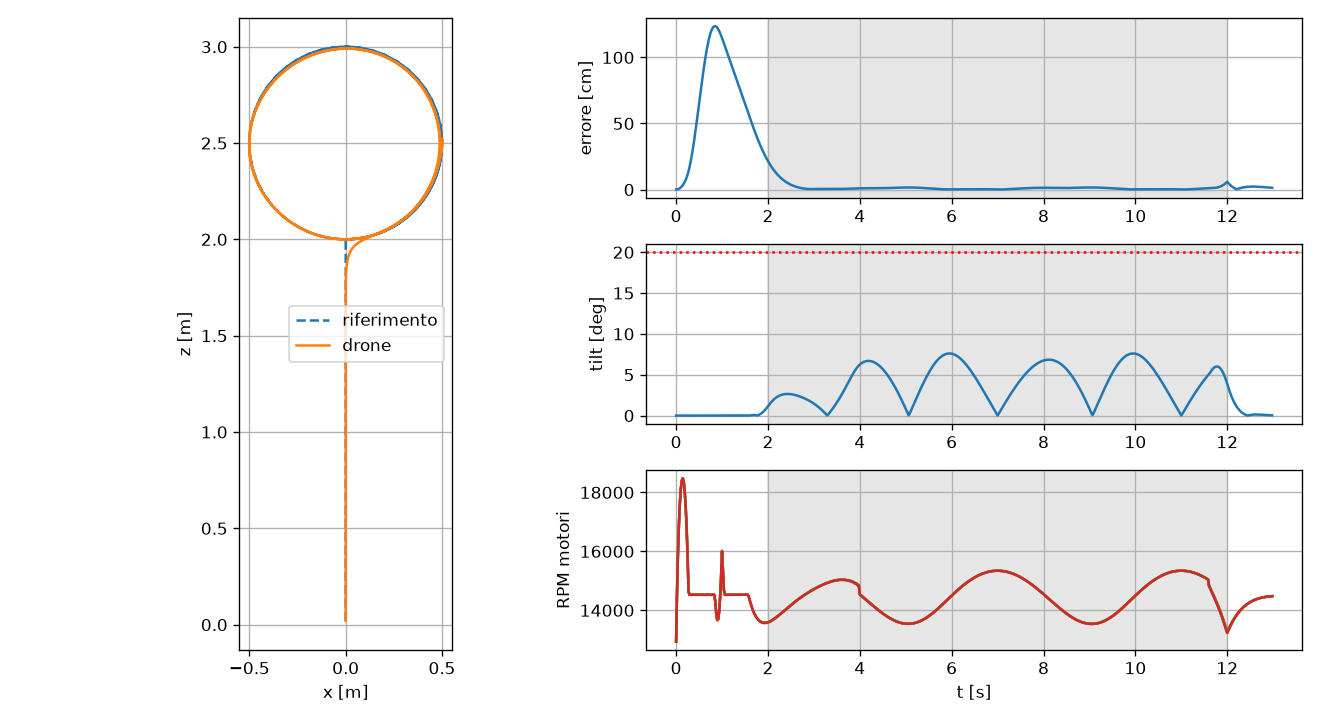 3.0
2.5
2.0
1.5
1.0
0.5
0.0
z [m]
−0.5 0.0 0.5
x [m]
riferimento
drone
100
50
0
errore [cm]
0 2 4 6 8 10 12
20
15
10
5
0
tilt [deg]
0 2 4 6 8 10 12
18000
16000
14000
RPM motori
0 2 4 6 8 10 12
t [s]